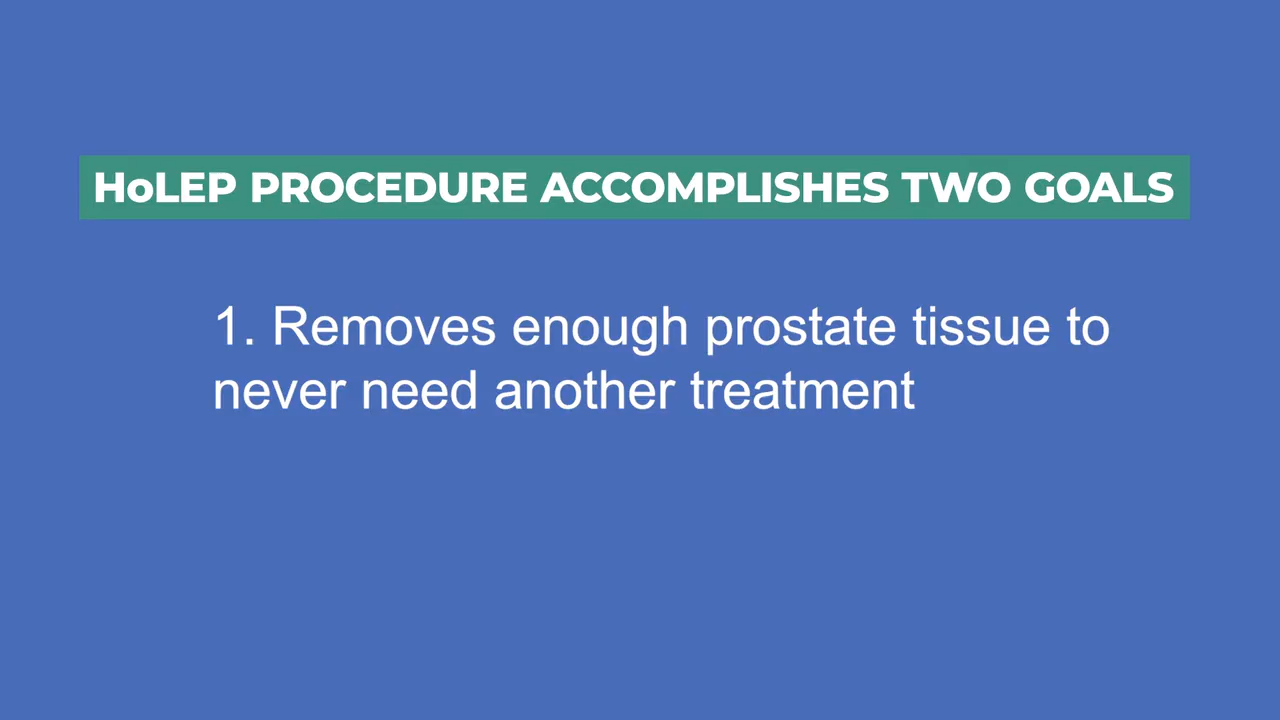 HoLEP PROCEDURE ACCOMPLISHES TWO GOALS
1. Removes enough prostate tissue to
never need another treatment